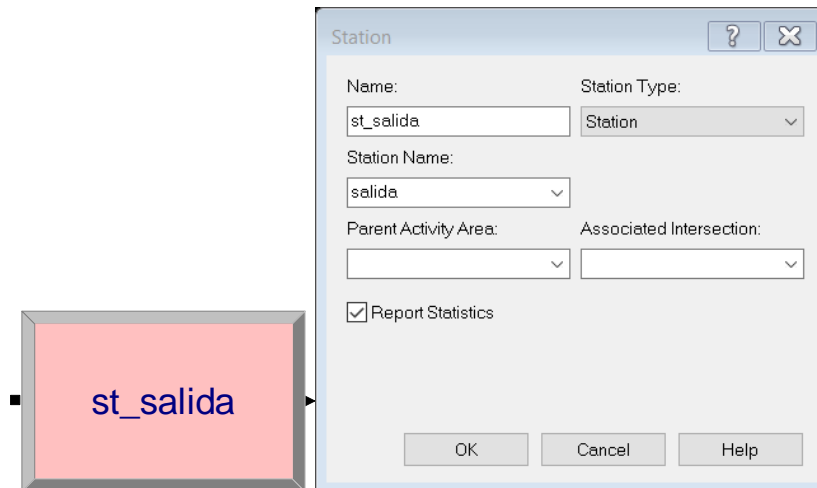 Station
Name:
Station Type:
st_salida
Station
Station Name:
salida
Parent Activity Area:
Associated Intersection:
Report Statistics
st_salida
OK
Cancel
Help